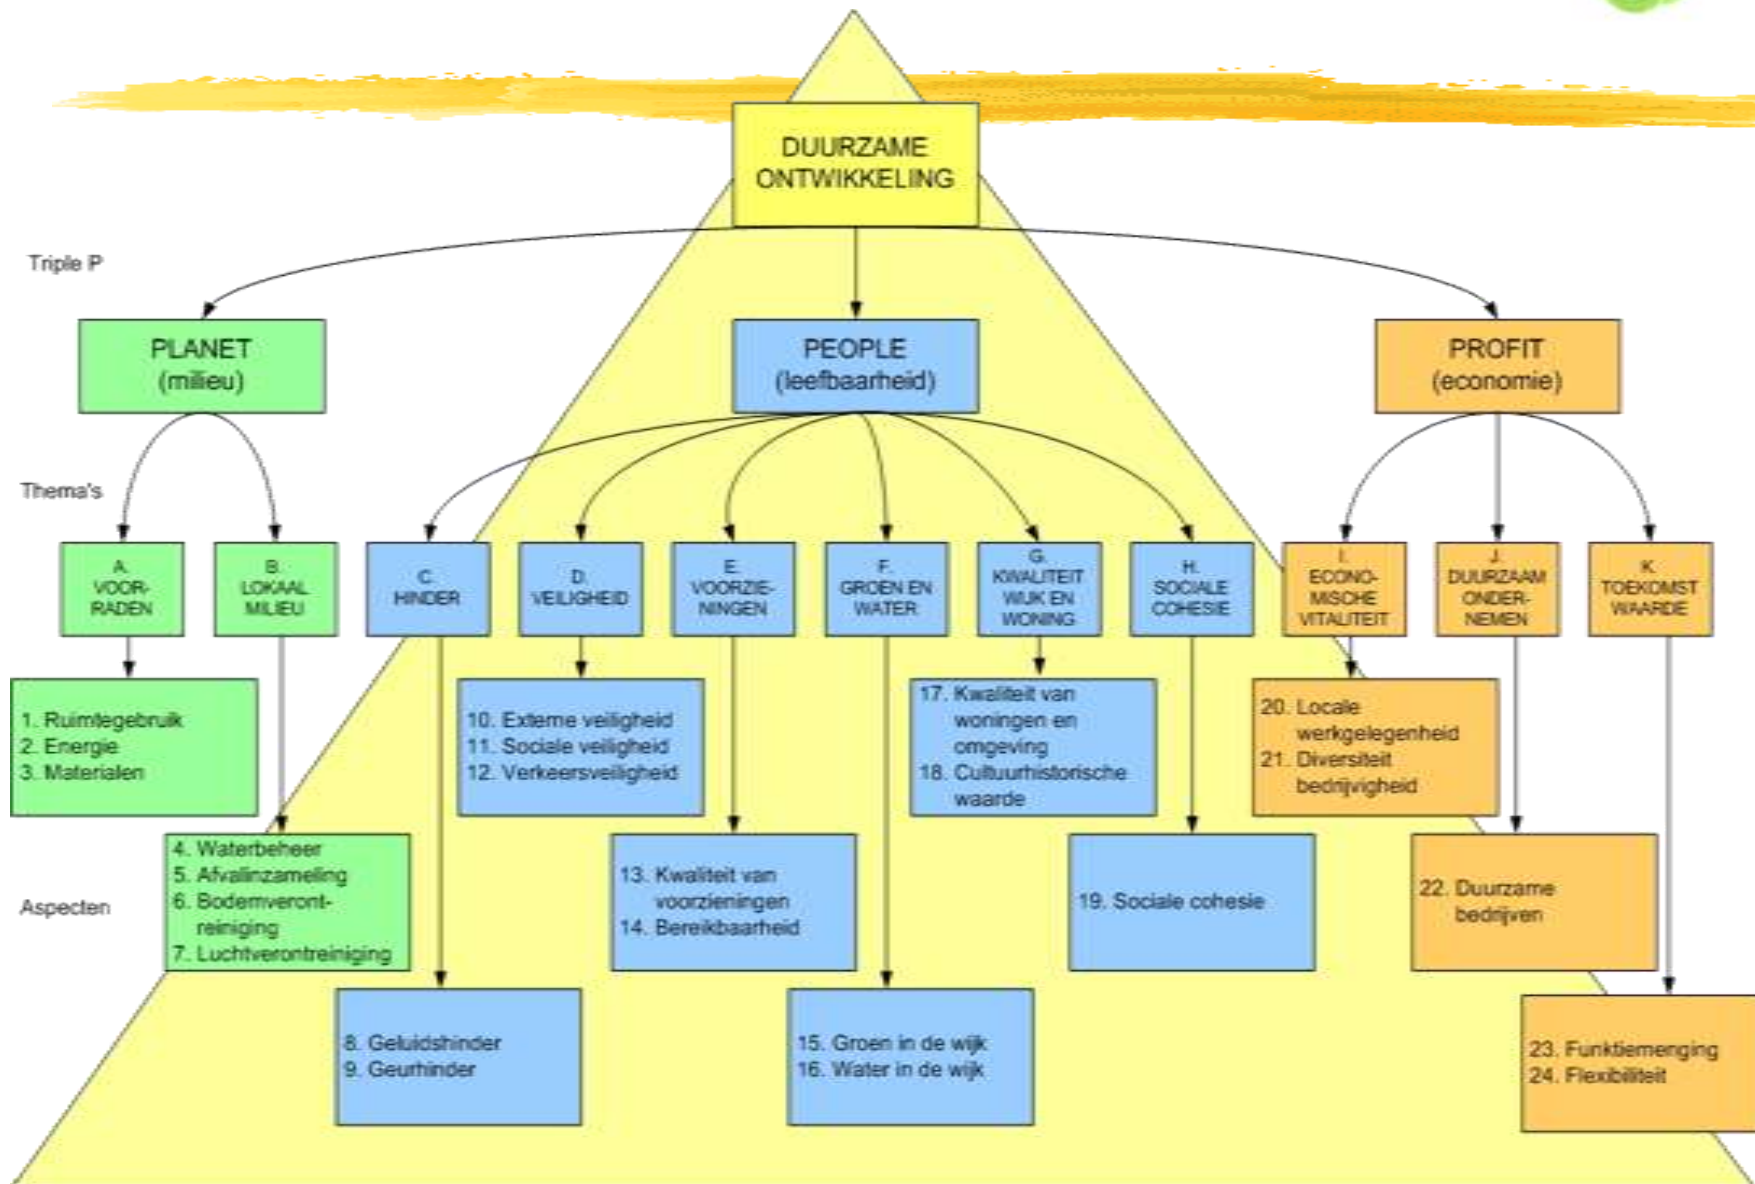 DUURZAME
ONTWIKKELING
Triple P
PLANET
(milieu)
PEOPLE
(leefbaarheid)
PROFIT
(economie)
Thema's
A.
VOOR-
RADEN
B.
LOKAAL
MILIEU
C.
HINDER
D.
VEILIGHEID
E.
VOORZIE-
NINGEN
F.
GROEN EN
WATER
G.
KWALITEIT
WIJK EN
WONING
H.
SOCIALE
COHESIE
I.
ECONO-
MISCHE
VITALITEIT
J.
DUURZAAM
ONDER-
NEMEN
K.
TOEKOMST
WAARDE
Aspecten
1. Ruimtegebruik
2. Energie
3. Materialen
4. Waterbeheer
5. Afvalinzameling
6. Bodemveront-
reiniging
7. Luchtverontreiniging
8. Geluidshinder
9. Geurhinder
10. Externe veiligheid
11. Sociale veiligheid
12. Verkeersveiligheid
13. Kwaliteit van
voorzieningen
14. Bereikbaarheid
15. Groen in de wijk
16. Water in de wijk
17. Kwaliteit van
woningen en
omgeving
18. Cultuurhistorische
waarde
19. Sociale cohesie
20. Locale
werkgelegenheid
21. Diversiteit
bedrijvigheid
22. Duurzame
bedrijven
23. Funktiemenging
24. Flexibiliteit